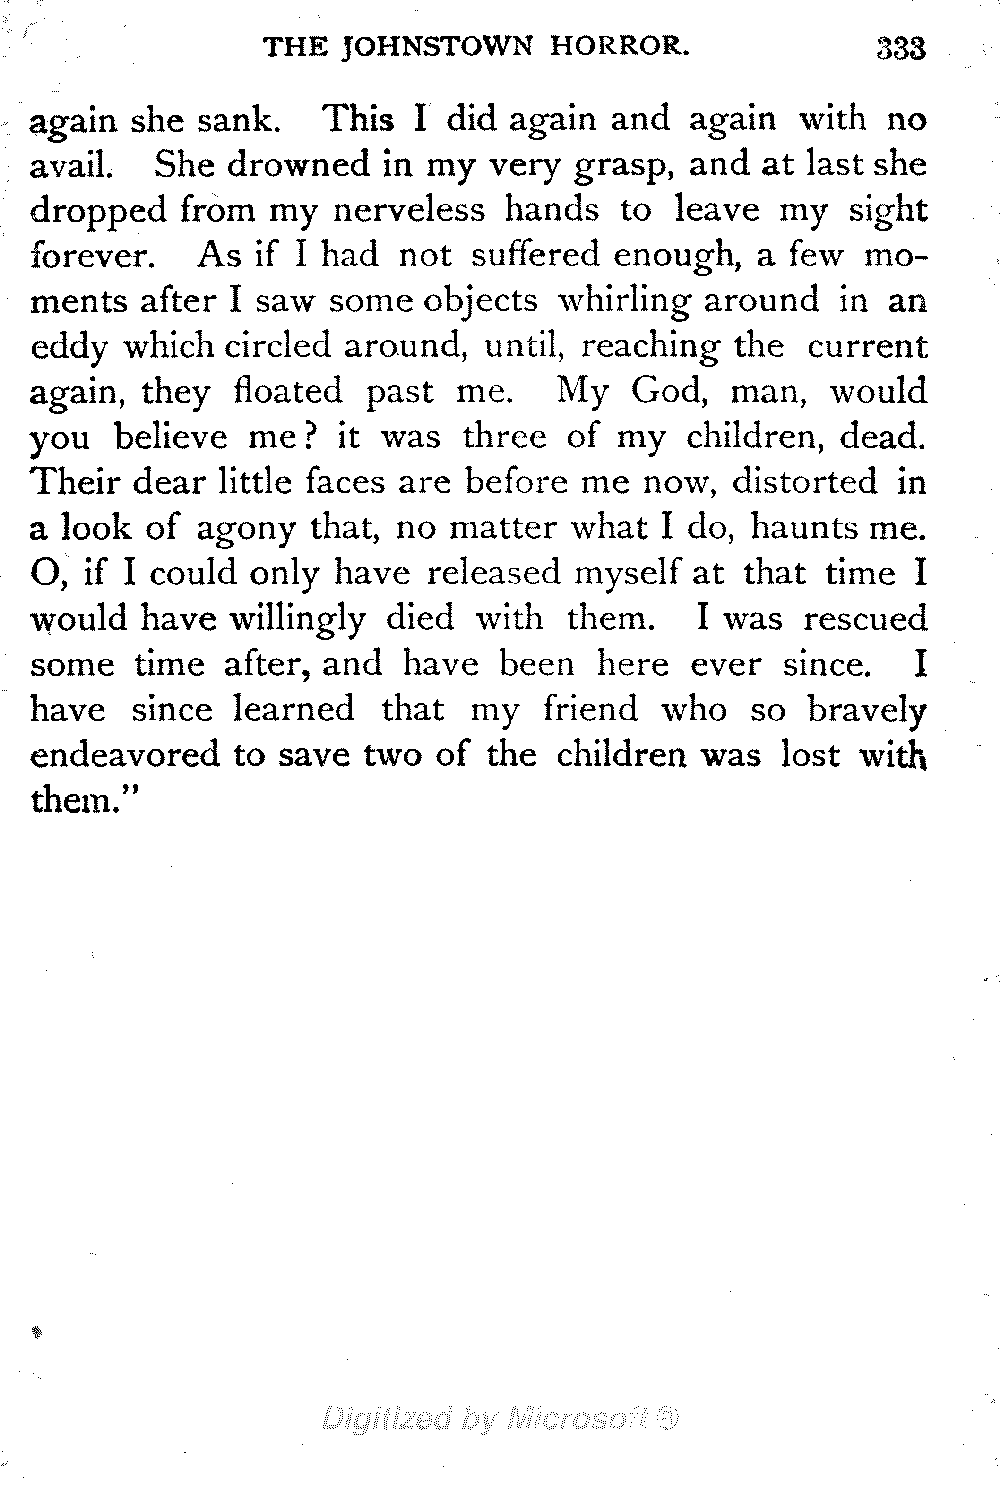 THE JOHNSTOWN HORROR. 333
again she sank. This I did again and again with no
avail. She drowned in my very grasp, and at last she
dropped from my nerveless hands to leave my sight
forever. As if I had not suffered enough, a few mo-
ments after I saw some objects whirling around in an
eddy which circled around, until, reaching the current
again, they floated past me. My God, man, would
you believe me? it was three of my children, dead.
Their dear little faces are before me now, distorted in
a look of agony that, no matter what I do, haunts me.
O, if I could only have released myself at that time I
would have willingly died with them. I was rescued
some time after, and have been here ever since. I
have since learned that my friend who so bravely
endeavored to save two of the children was lost with
them.”
Digitized by Microsoft ®